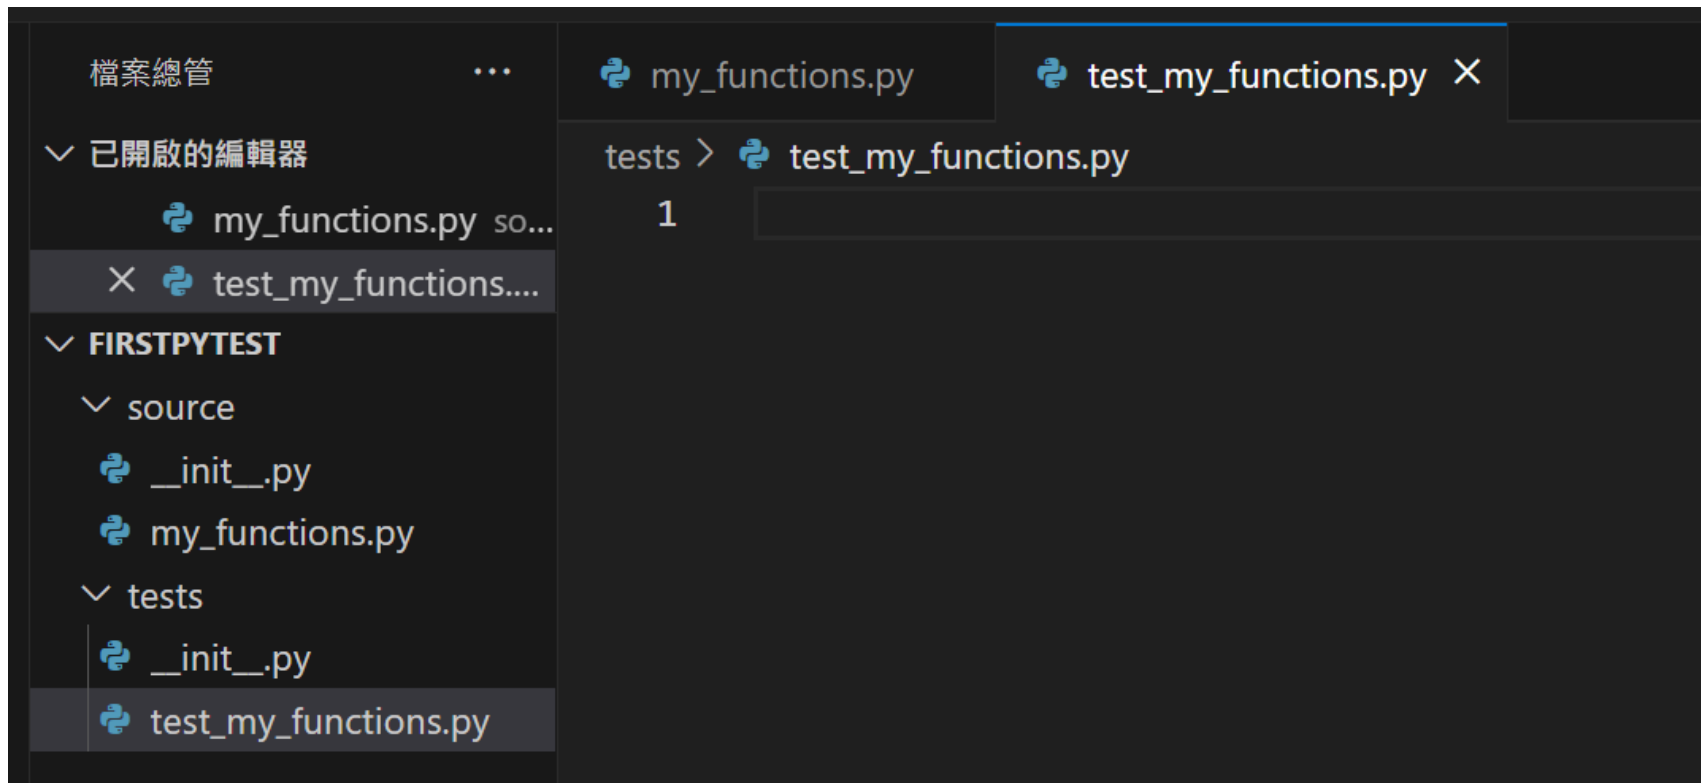 檔案總管 ...
my_functions.py
test_my_functions.py
已開啟的編輯器
tests > test_my_functions.py
my_functions.py so...
1
test_my_functions....
FIRSTPYTEST
source
__init__.py
my_functions.py
tests
__init__.py
test_my_functions.py